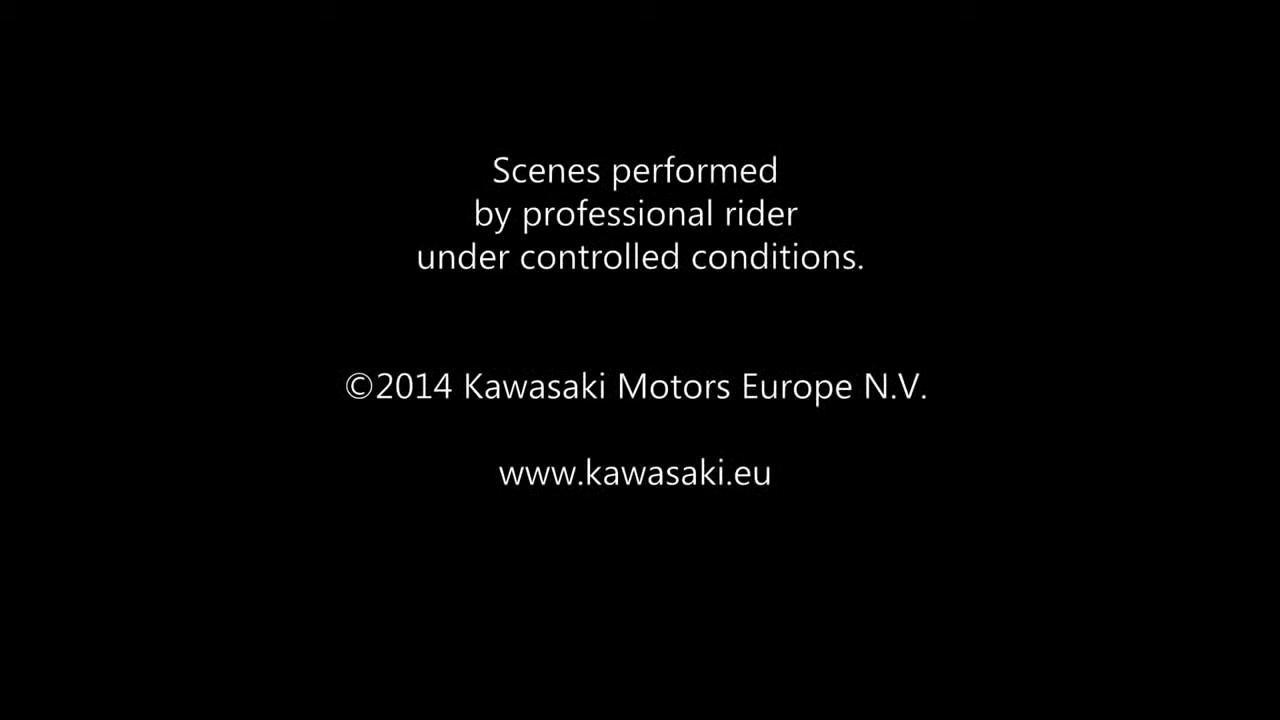 Scenes performed
by professional rider
under controlled conditions.
©2014 Kawasaki Motors Europe N.V.
www.kawasaki.eu